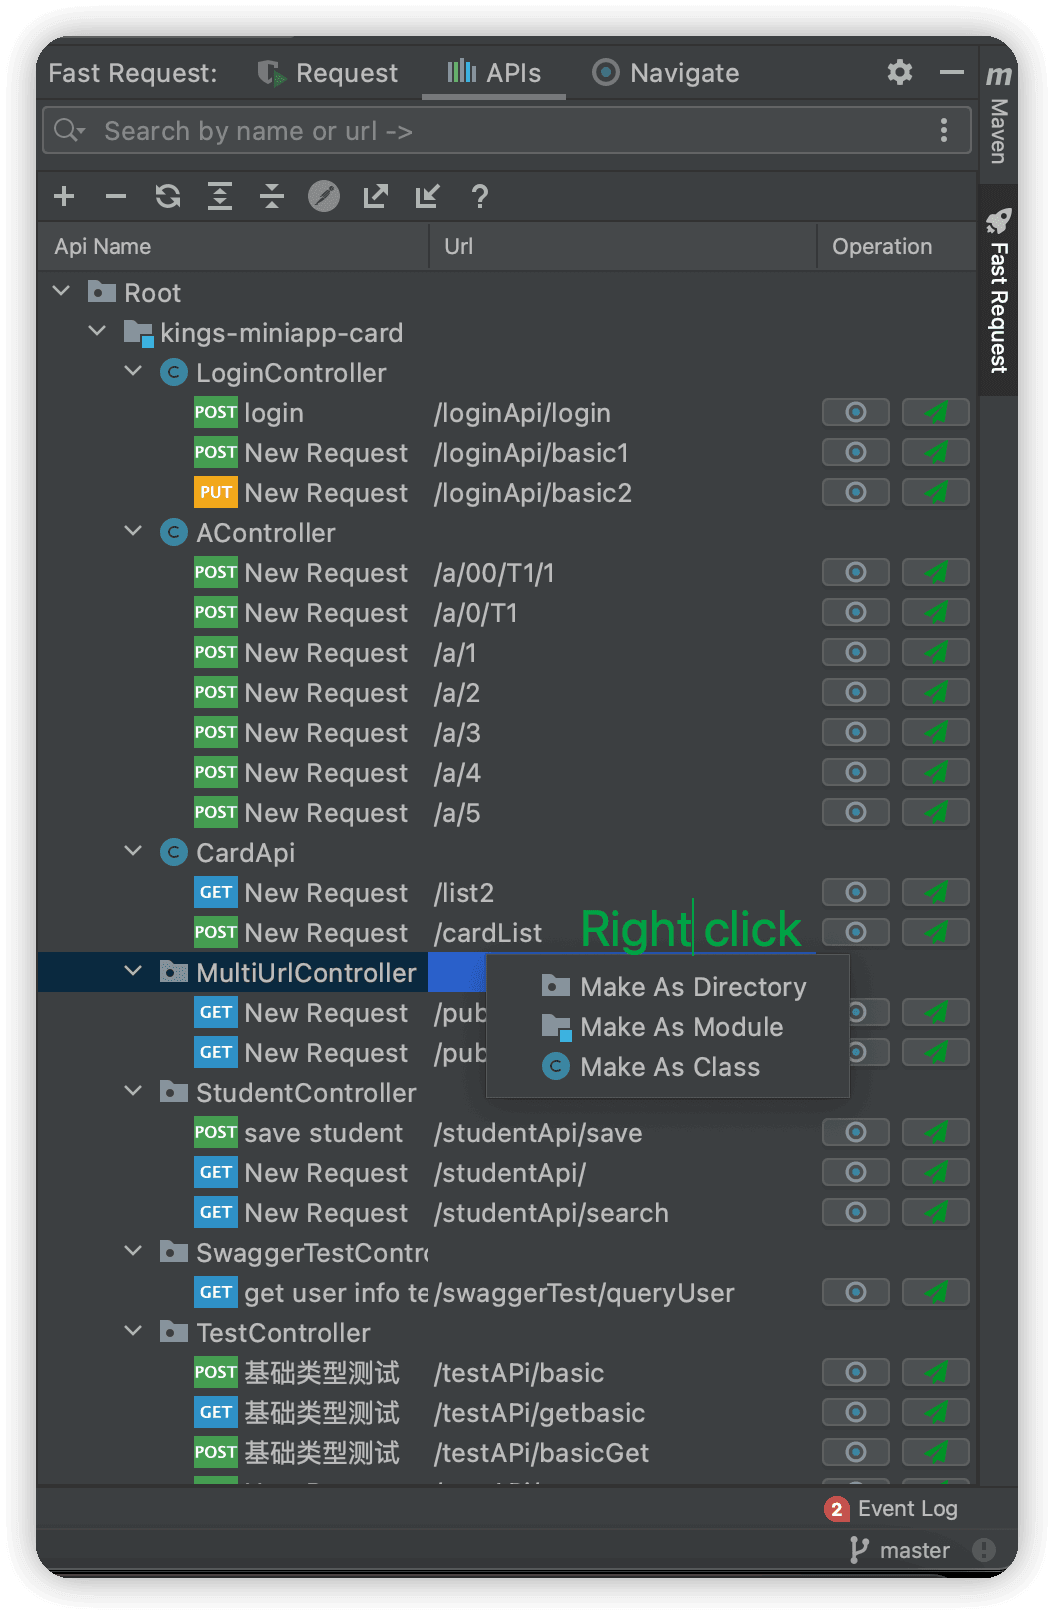 Fast Request: Request APIs Navigate
m Maven
Fast Request
Search by name or url ->
Api Name Url Operation
Root
kings-miniapp-card
C LoginController
POST login /loginApi/login
POST New Request /loginApi/basic1
PUT New Request /loginApi/basic2
C AController
POST New Request /a/00/T1/1
POST New Request /a/0/T1
POST New Request /a/1
POST New Request /a/2
POST New Request /a/3
POST New Request /a/4
POST New Request /a/5
C CardApi
GET New Request /list2
POST New Request /cardList
Right click
MultiUrlController
Make As Directory
Make As Module
C Make As Class
GET New Request /pub
GET New Request /pub
StudentController
POST save student /studentApi/save
GET New Request /studentApi/
GET New Request /studentApi/search
SwaggerTestContr
GET get user info te /swaggerTest/queryUser
TestController
POST 基础类型测试 /testAPi/basic
GET 基础类型测试 /testAPi/getbasic
POST 基础类型测试 /testAPi/basicGet
2 Event Log
master